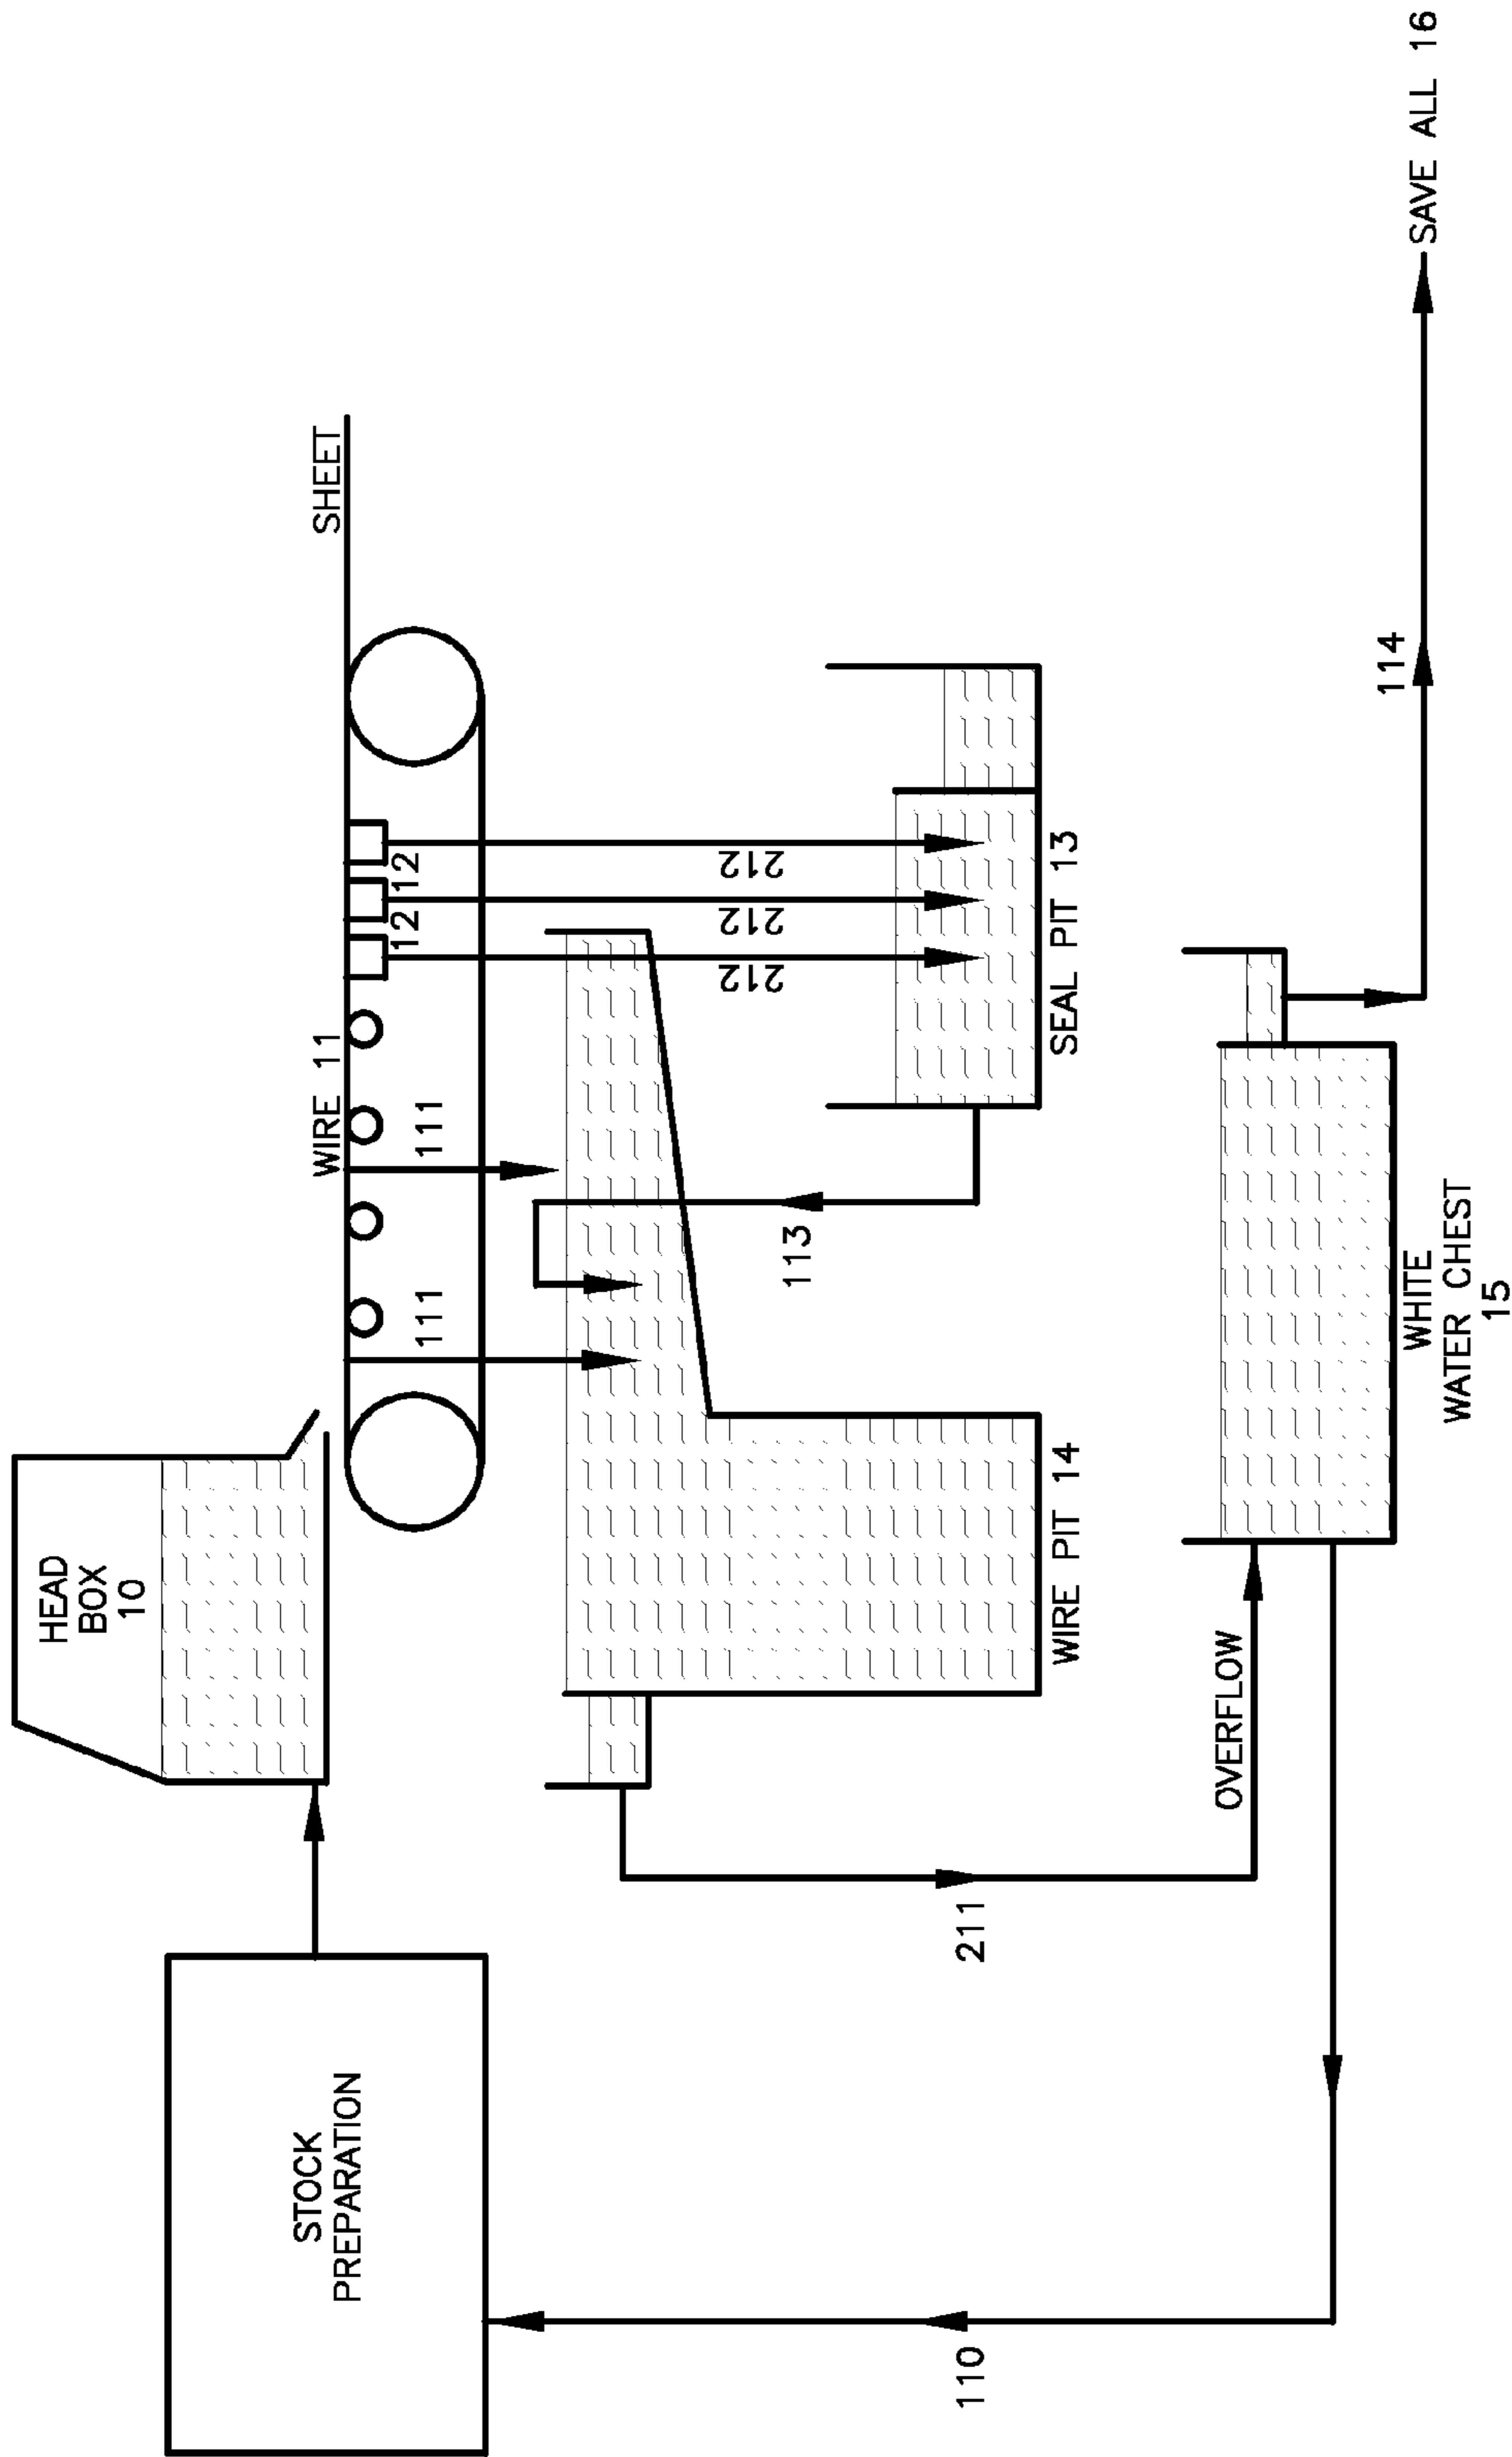 STOCK
PREPARATION
HEAD
BOX
10
WIRE 11
SHEET
12
12
111
111
212
212
212
113
SEAL PIT 13
WIRE PIT 14
211
OVERFLOW
110
WHITE
WATER CHEST
15
114
SAVE ALL 16